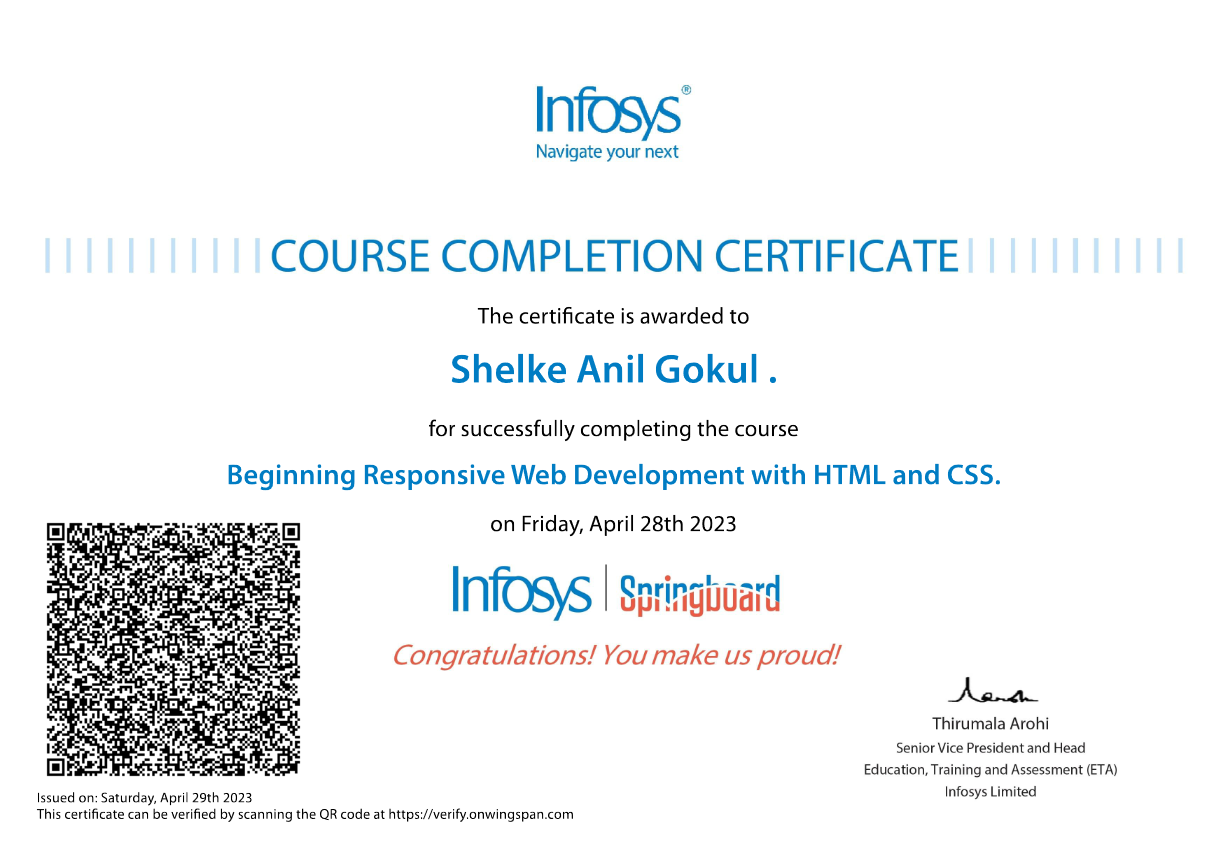 Infosys®
Navigate your next
COURSE COMPLETION CERTIFICATE
The certificate is awarded to
Shelke Anil Gokul .
for successfully completing the course
Beginning Responsive Web Development with HTML and CSS.
on Friday, April 28th 2023
Infosys | Springboard
Congratulations! You make us proud!
Thirumala Arohi
Senior Vice President and Head
Education, Training and Assessment (ETA)
Infosys Limited
Issued on: Saturday, April 29th 2023
This certificate can be verified by scanning the QR code at https://verify.onwingspan.com